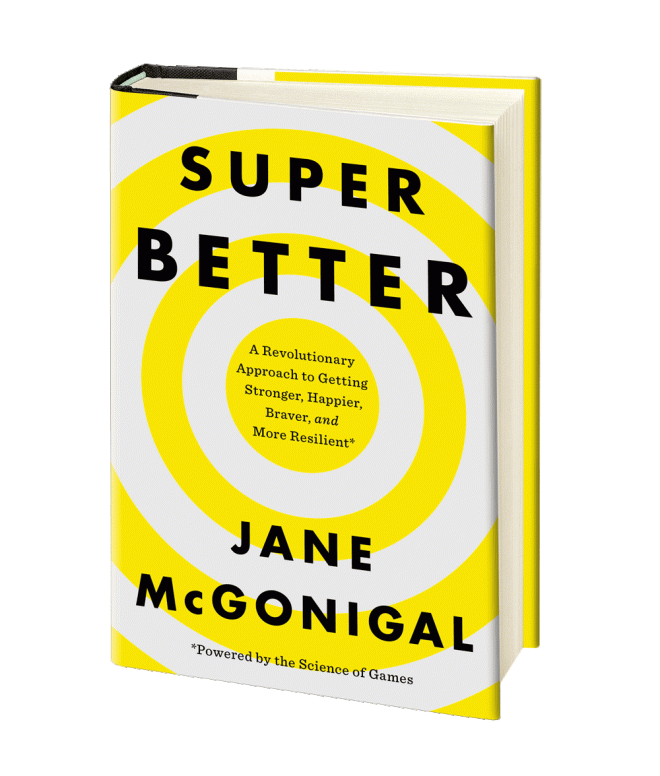 SUPER
BETTER
A Revolutionary
Approach to Getting
Stronger, Happier,
Braver, and
More Resilient*
JANE
McGONIGAL
*Powered by the Science of Games